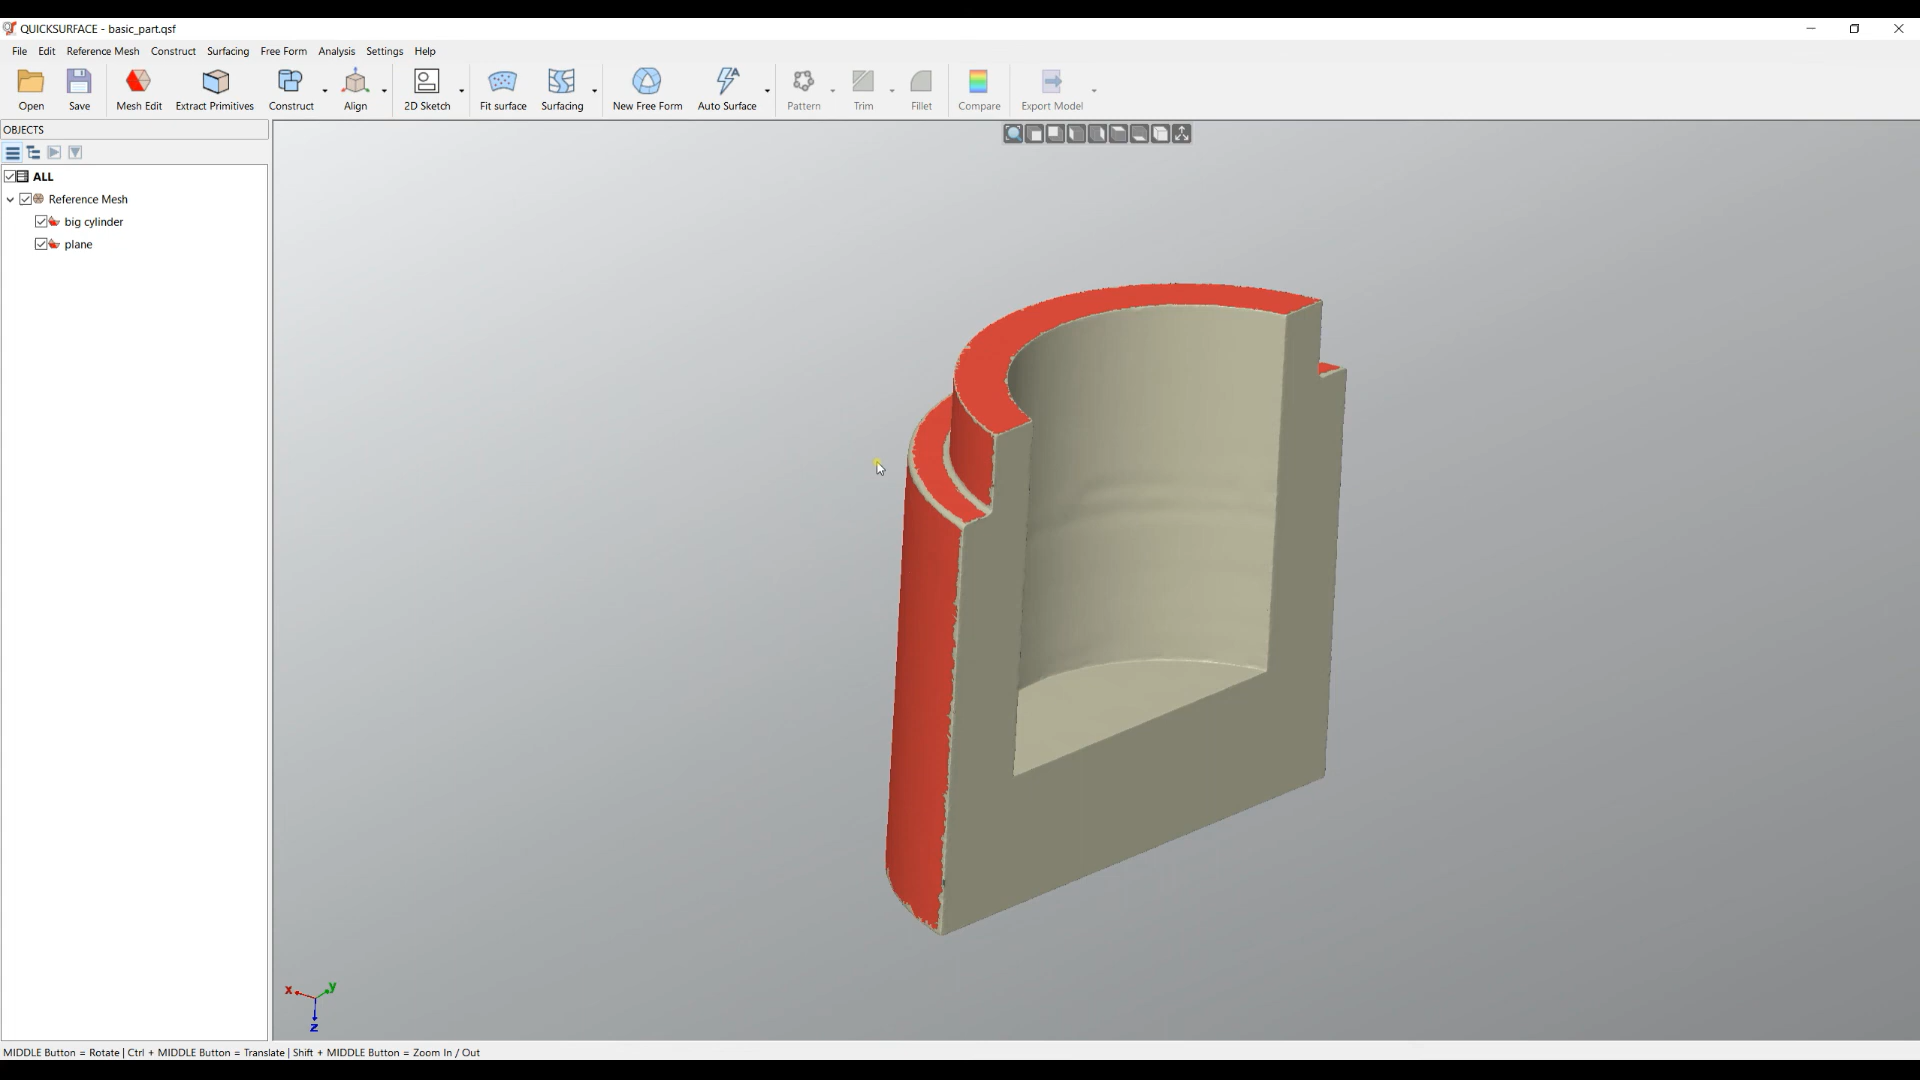 QUICKSURFACE - basic_part.qsf
File Edit Reference Mesh Construct Surfacing Free Form Analysis Settings Help
Open Save Mesh Edit Extract Primitives Construct Align 2D Sketch Fit surface Surfacing New Free Form Auto Surface Pattern Trim Fillet Compare Export Model
OBJECTS
ALL
Reference Mesh
big cylinder
plane
x y
z
MIDDLE Button = Rotate | Ctrl + MIDDLE Button = Translate | Shift + MIDDLE Button = Zoom In / Out